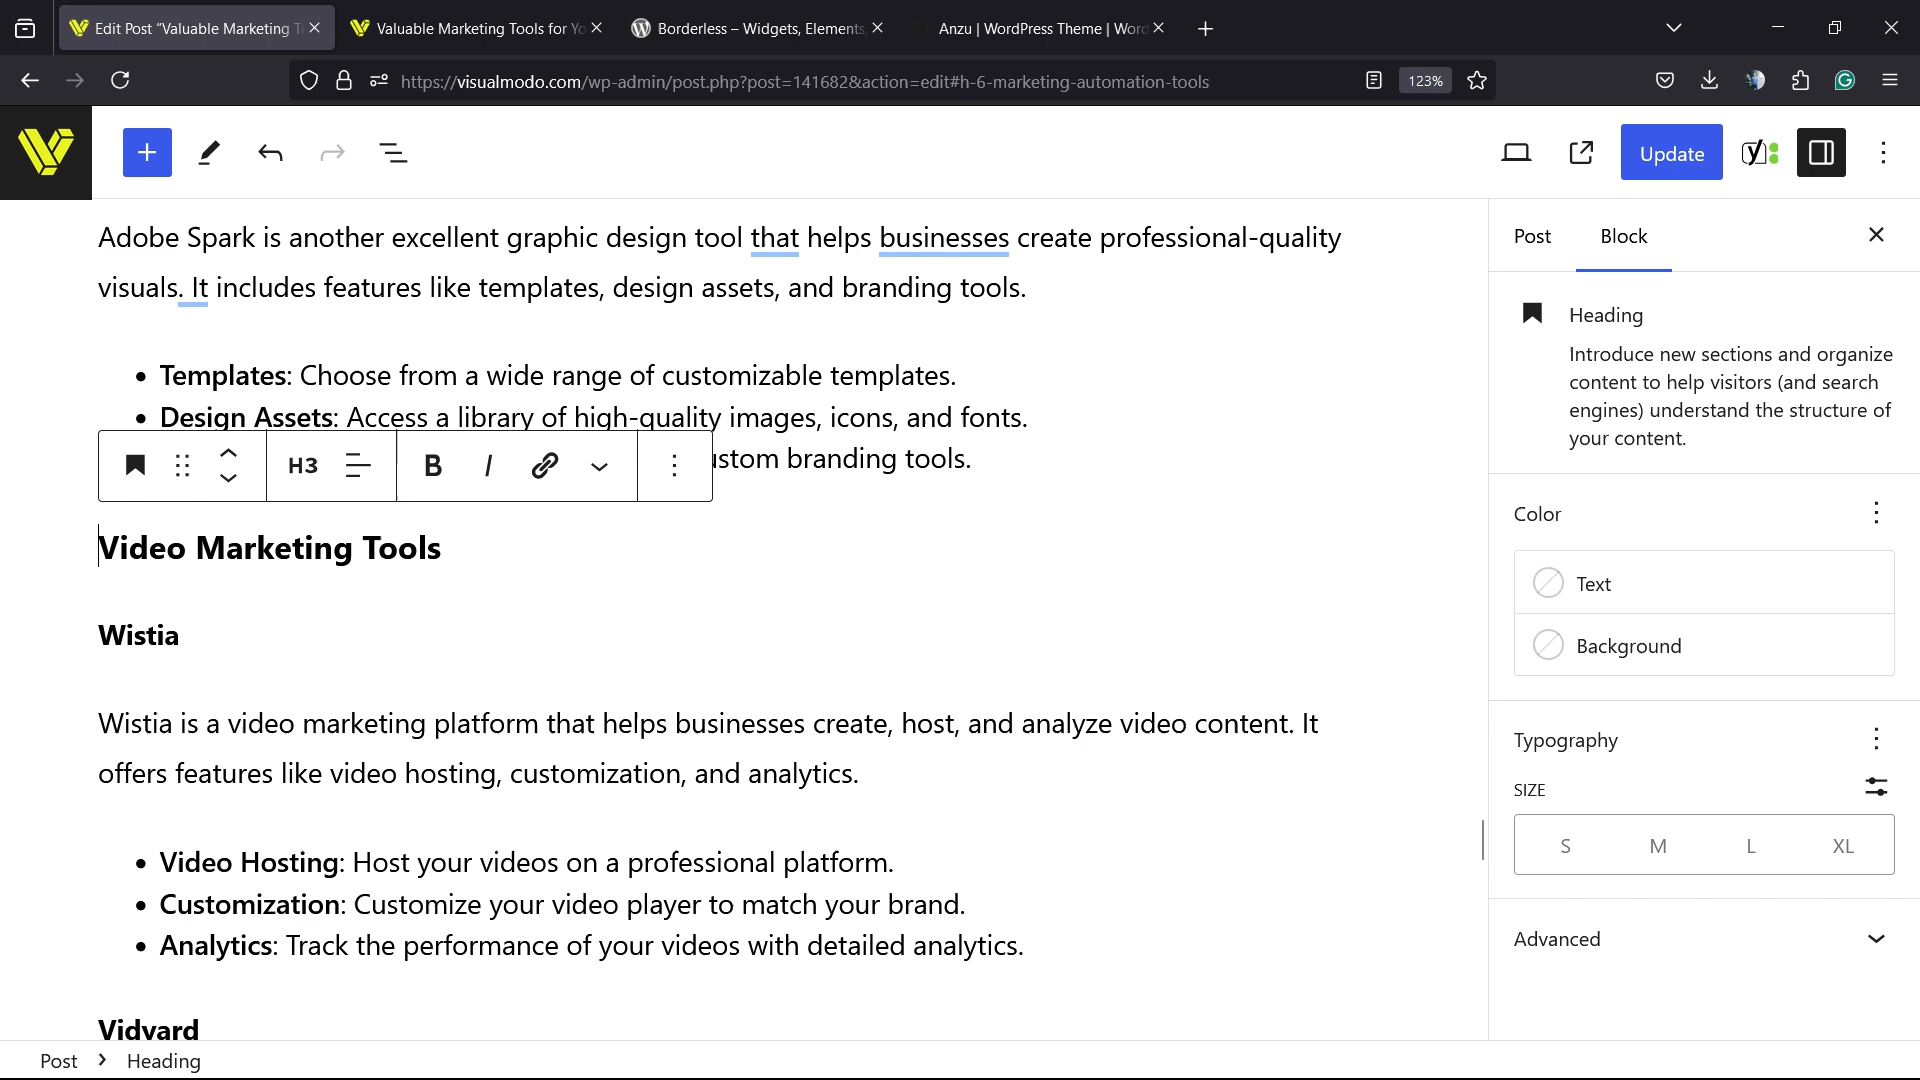 Edit Post “Valuable Marketing T
Valuable Marketing Tools for Yo
Borderless – Widgets, Elements,
Anzu | WordPress Theme | Word
https://visualmodo.com/wp-admin/post.php?post=141682&action=edit#h-6-marketing-automation-tools
123%
Update
Adobe Spark is another excellent graphic design tool that helps businesses create professional-quality
visuals. It includes features like templates, design assets, and branding tools.
• Templates: Choose from a wide range of customizable templates.
• Design Assets: Access a library of high-quality images, icons, and fonts.
ustom branding tools.
H3
B
I
Video Marketing Tools
Wistia
Wistia is a video marketing platform that helps businesses create, host, and analyze video content. It
offers features like video hosting, customization, and analytics.
• Video Hosting: Host your videos on a professional platform.
• Customization: Customize your video player to match your brand.
• Analytics: Track the performance of your videos with detailed analytics.
Vidyard
Post
Block
Heading
Introduce new sections and organize
content to help visitors (and search
engines) understand the structure of
your content.
Color
Text
Background
Typography
SIZE
S M L XL
Advanced
Post > Heading